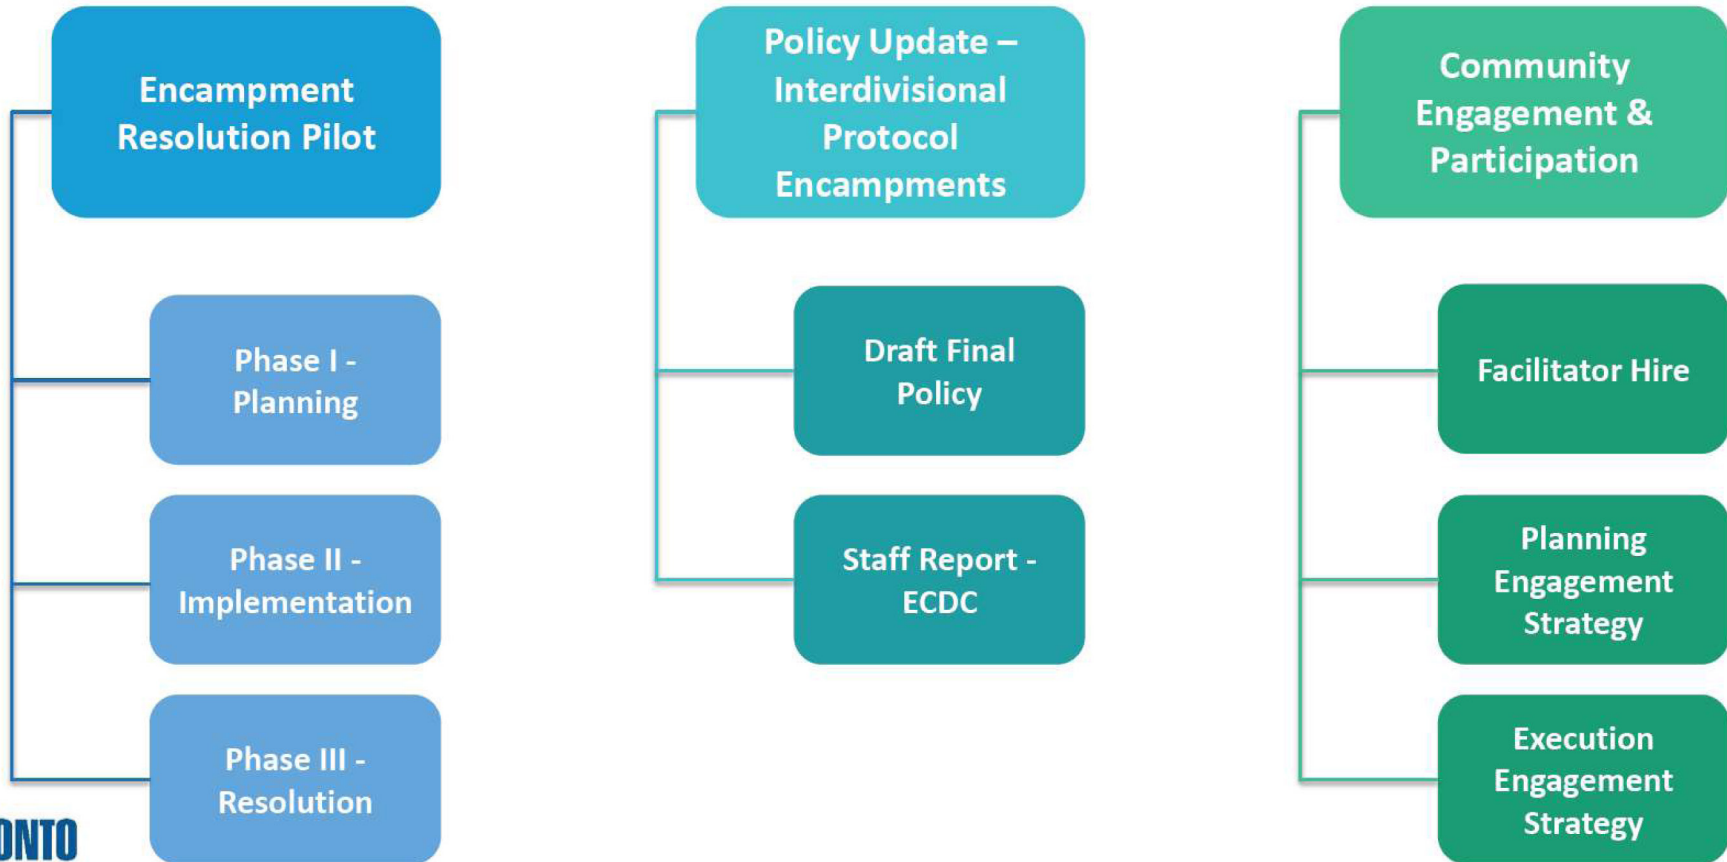 Encampment
Resolution Pilot
Phase I -
Planning
Phase II -
Implementation
Phase III -
Resolution
Policy Update –
Interdivisional
Protocol
Encampments
Draft Final
Policy
Staff Report -
ECDC
Community
Engagement &
Participation
Facilitator Hire
Planning
Engagement
Strategy
Execution
Engagement
Strategy
ONTO